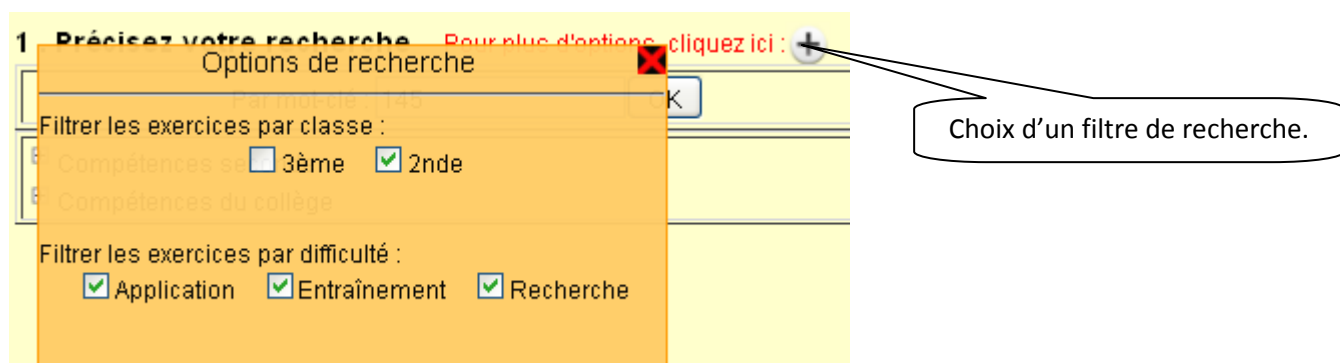 1 . Précisez votre recherche Pour plus d'options, cliquez ici :
Options de recherche
Par mot-clé : 145 OK
Choix d'un filtre de recherche.
Filtrer les exercices par classe :
Compétences
3ème 2nde
Compétences du collège
Filtrer les exercices par difficulté :
Application Entraînement Recherche